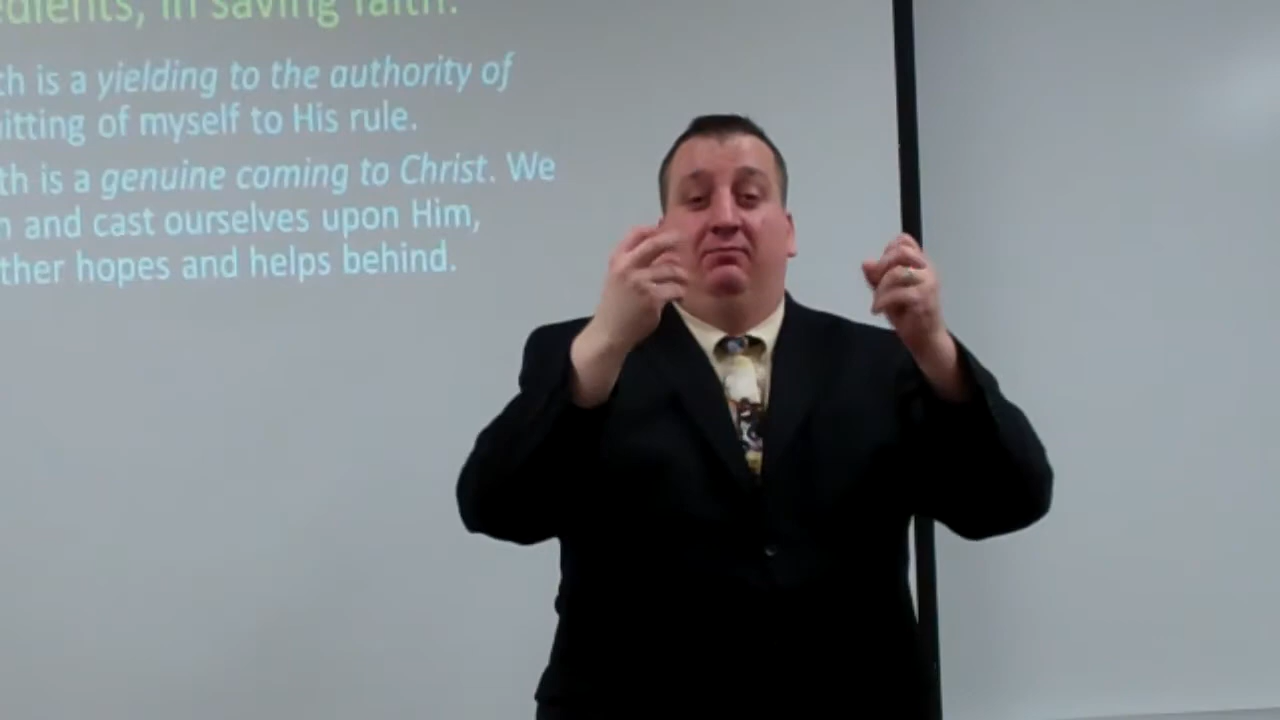 edients, in saving faith.
th is a yielding to the authority of
itting of myself to His rule.
th is a genuine coming to Christ. We
n and cast ourselves upon Him,
ther hopes and helps behind.